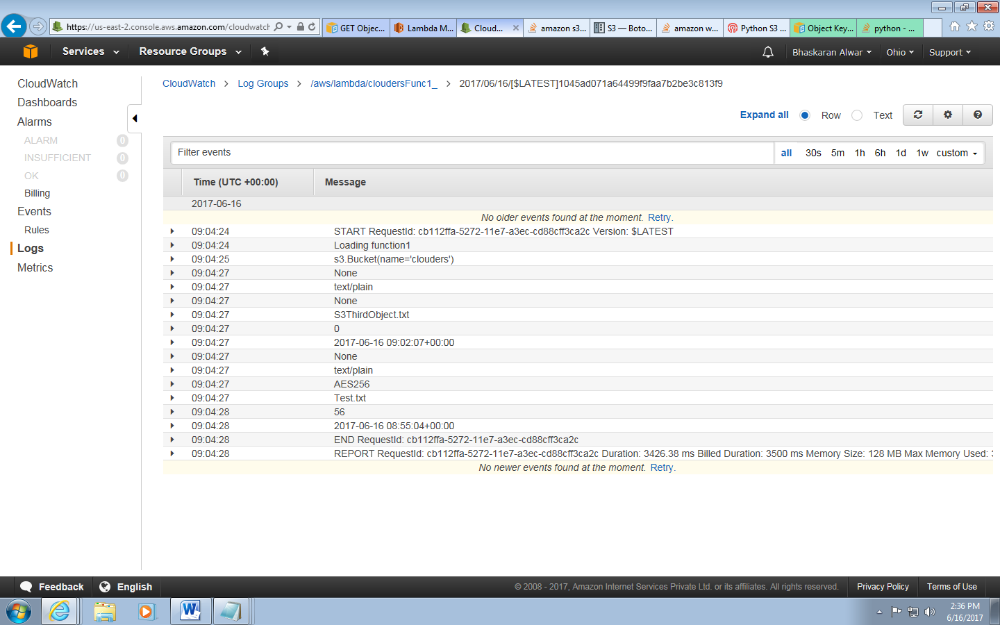 https://us-east-2.console.aws.amazon.com/cloudwatch
GET Objec...
Lambda M...
Cloud...
amazon s3...
S3 — Boto...
amazon w...
Python S3 ...
Object Key...
python - ...
Services
Resource Groups
Bhaskaran Alwar
Ohio
Support
CloudWatch
Dashboards
Alarms
ALARM 0
INSUFFICIENT 0
OK 0
Billing
Events
Rules
Logs
Metrics
CloudWatch > Log Groups > /aws/lambda/cloudersFunc1_ > 2017/06/16/[$LATEST]1045ad071a64499f9faa7b2be3c813f9
Expand all Row Text
Filter events all 30s 5m 1h 6h 1d 1w custom
Time (UTC +00:00) Message
2017-06-16
No older events found at the moment. Retry.
09:04:24 START RequestId: cb112ffa-5272-11e7-a3ec-cd88cff3ca2c Version: $LATEST
09:04:24 Loading function1
09:04:25 s3.Bucket(name='clouders')
09:04:27 None
09:04:27 text/plain
09:04:27 None
09:04:27 S3ThirdObject.txt
09:04:27 0
09:04:27 2017-06-16 09:02:07+00:00
09:04:27 None
09:04:27 text/plain
09:04:27 AES256
09:04:27 Test.txt
09:04:28 56
09:04:28 2017-06-16 08:55:04+00:00
09:04:28 END RequestId: cb112ffa-5272-11e7-a3ec-cd88cff3ca2c
09:04:28 REPORT RequestId: cb112ffa-5272-11e7-a3ec-cd88cff3ca2c Duration: 3426.38 ms Billed Duration: 3500 ms Memory Size: 128 MB Max Memory Used:
No newer events found at the moment. Retry.
Feedback
English
© 2008 - 2017, Amazon Internet Services Private Ltd. or its affiliates. All rights reserved.
Privacy Policy
Terms of Use
2:36 PM
6/16/2017